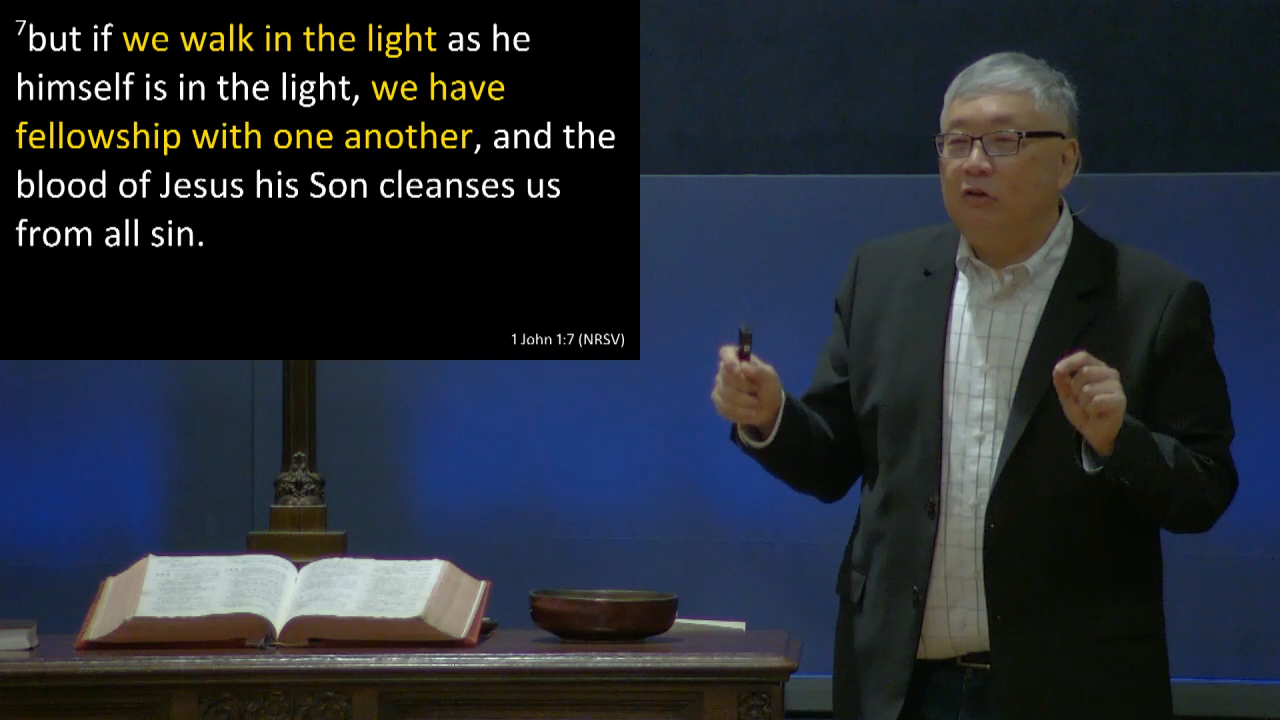 ⁷but if we walk in the light as he
himself is in the light, we have
fellowship with one another, and the
blood of Jesus his Son cleanses us
from all sin.
1 John 1:7 (NRSV)